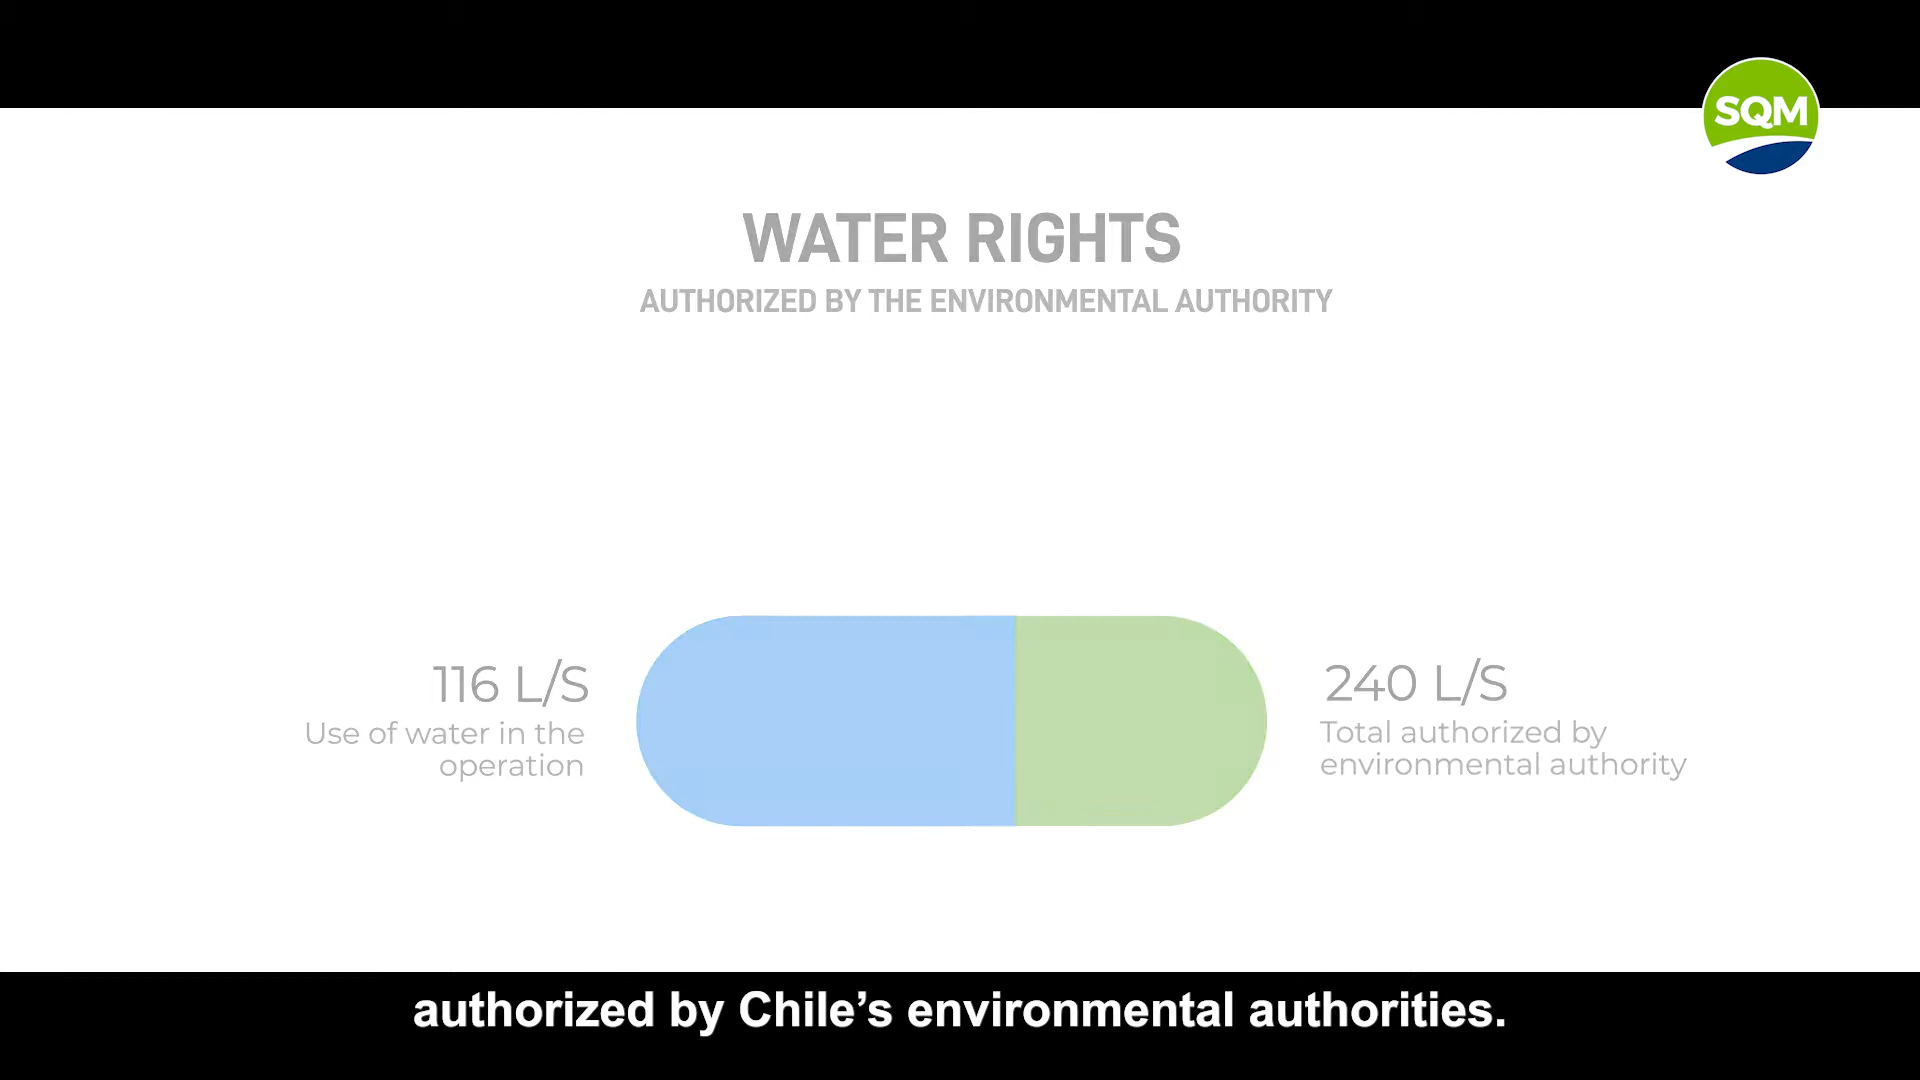 SQM
WATER RIGHTS
AUTHORIZED BY THE ENVIRONMENTAL AUTHORITY
116 L/S
Use of water in the
operation
240 L/S
Total authorized by
environmental authority
authorized by Chile’s environmental authorities.